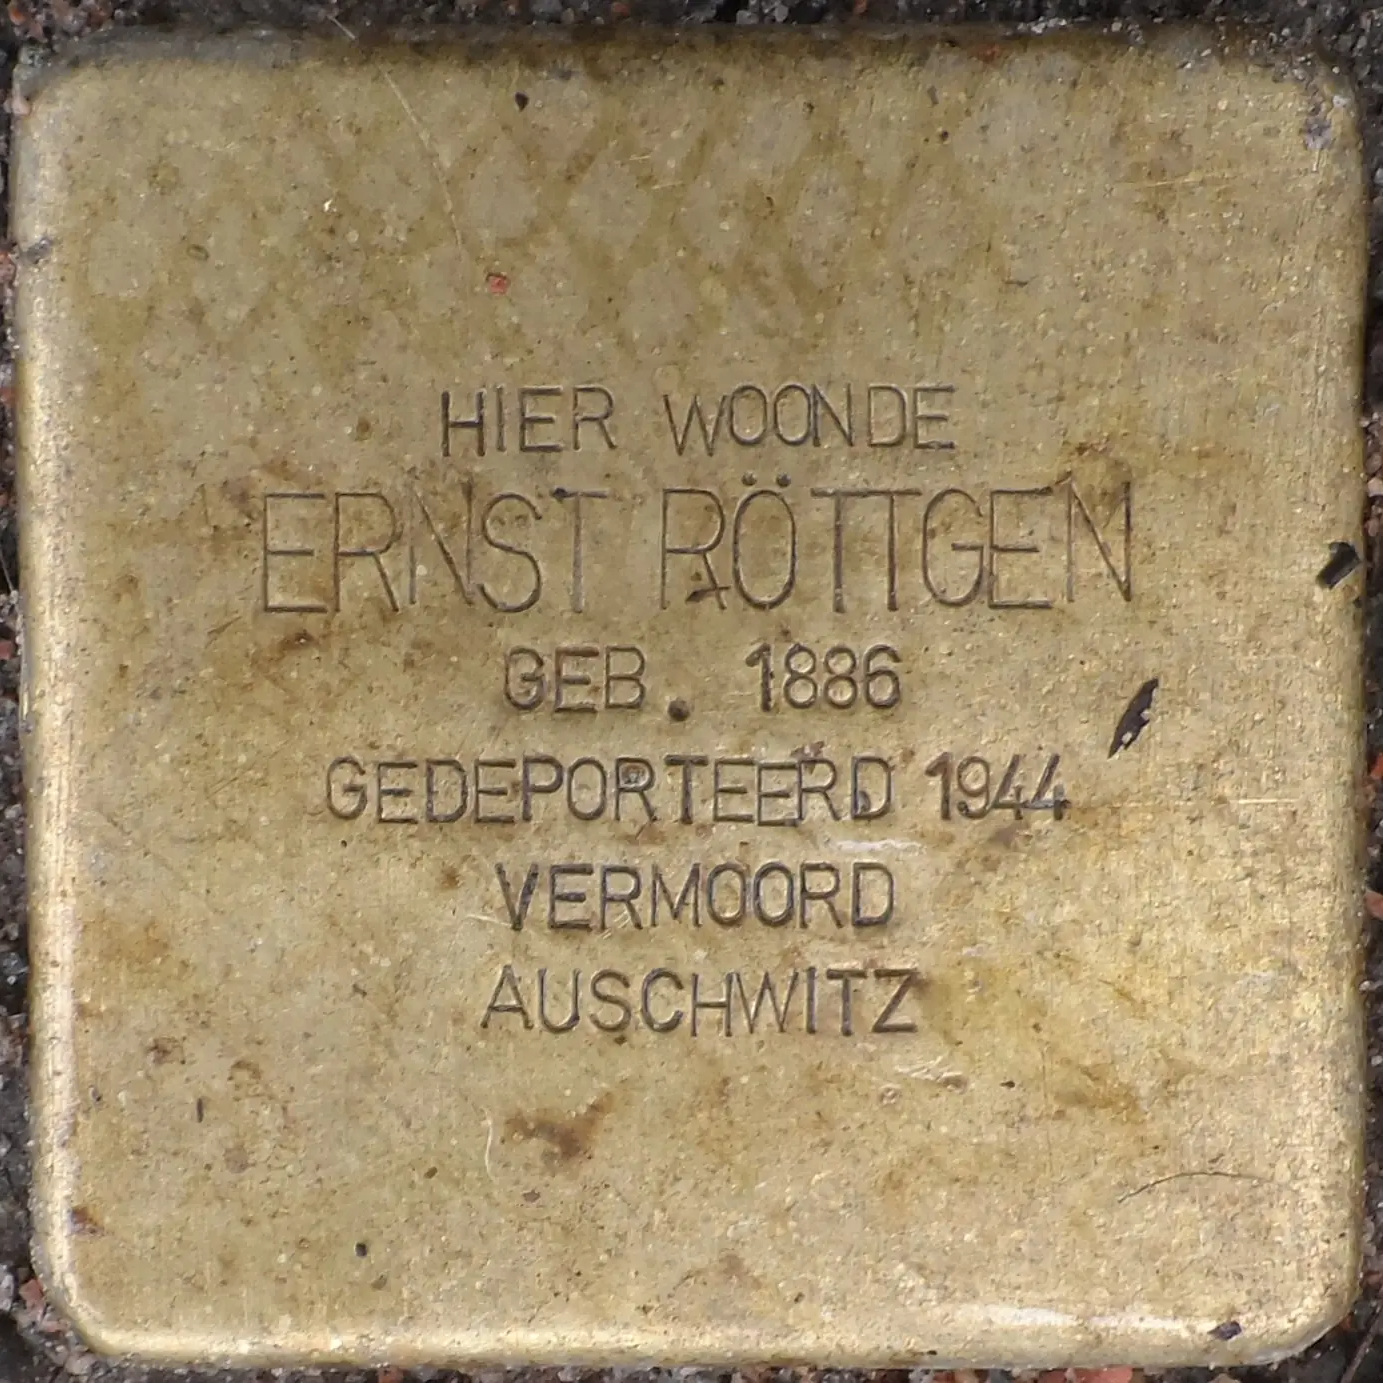 HIER WOONDE
ERNST RÖTTGEN
GEB. 1886
GEDEPORTEERD 1944
VERMOORD
AUSCHWITZ